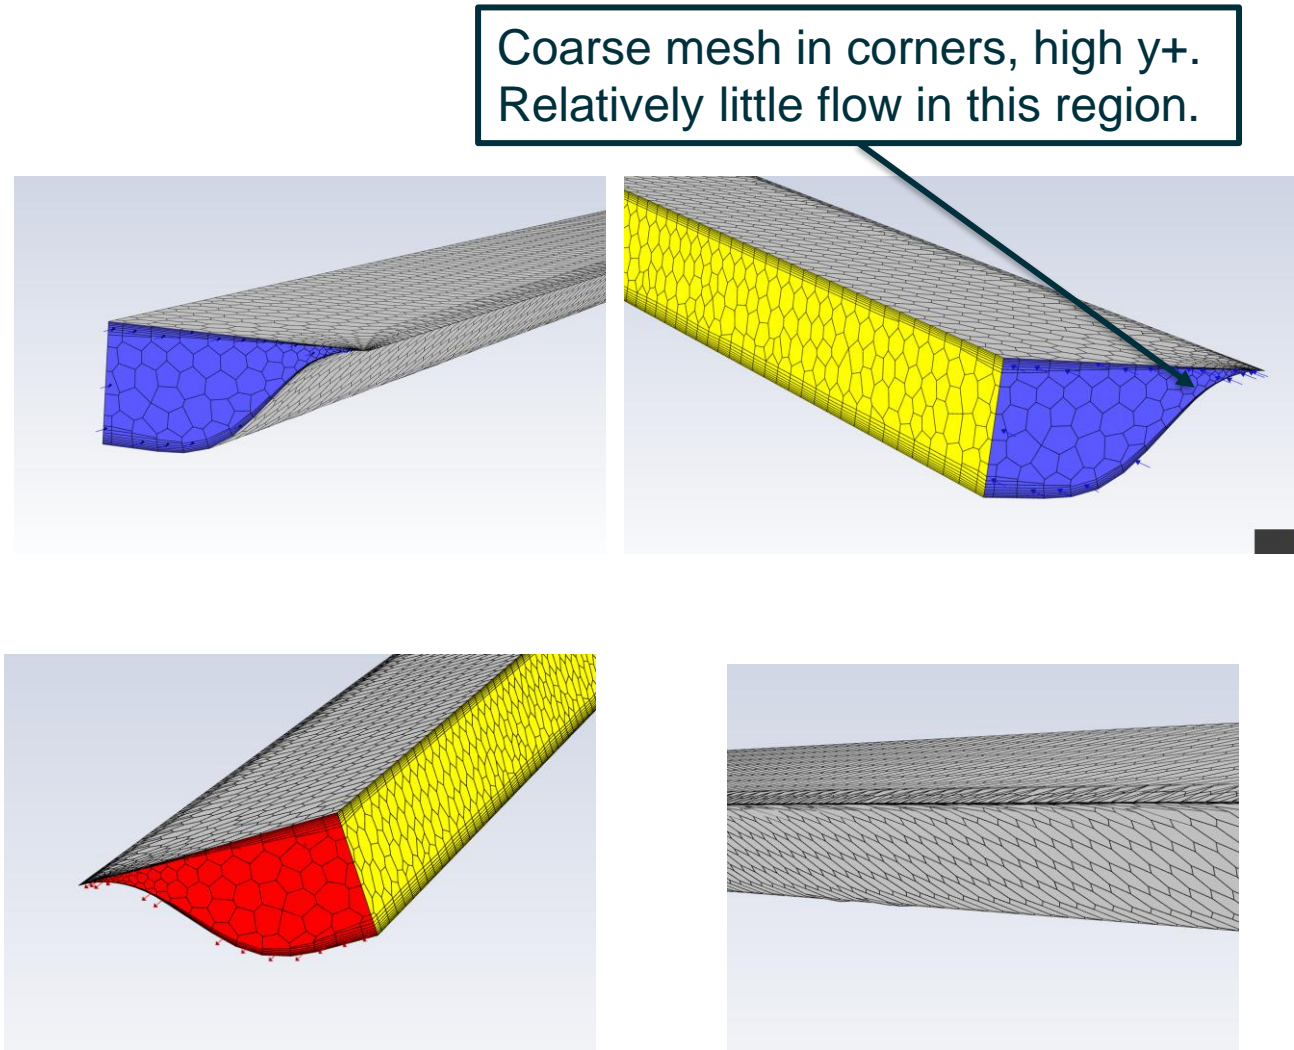 Coarse mesh in corners, high y+.
Relatively little flow in this region.